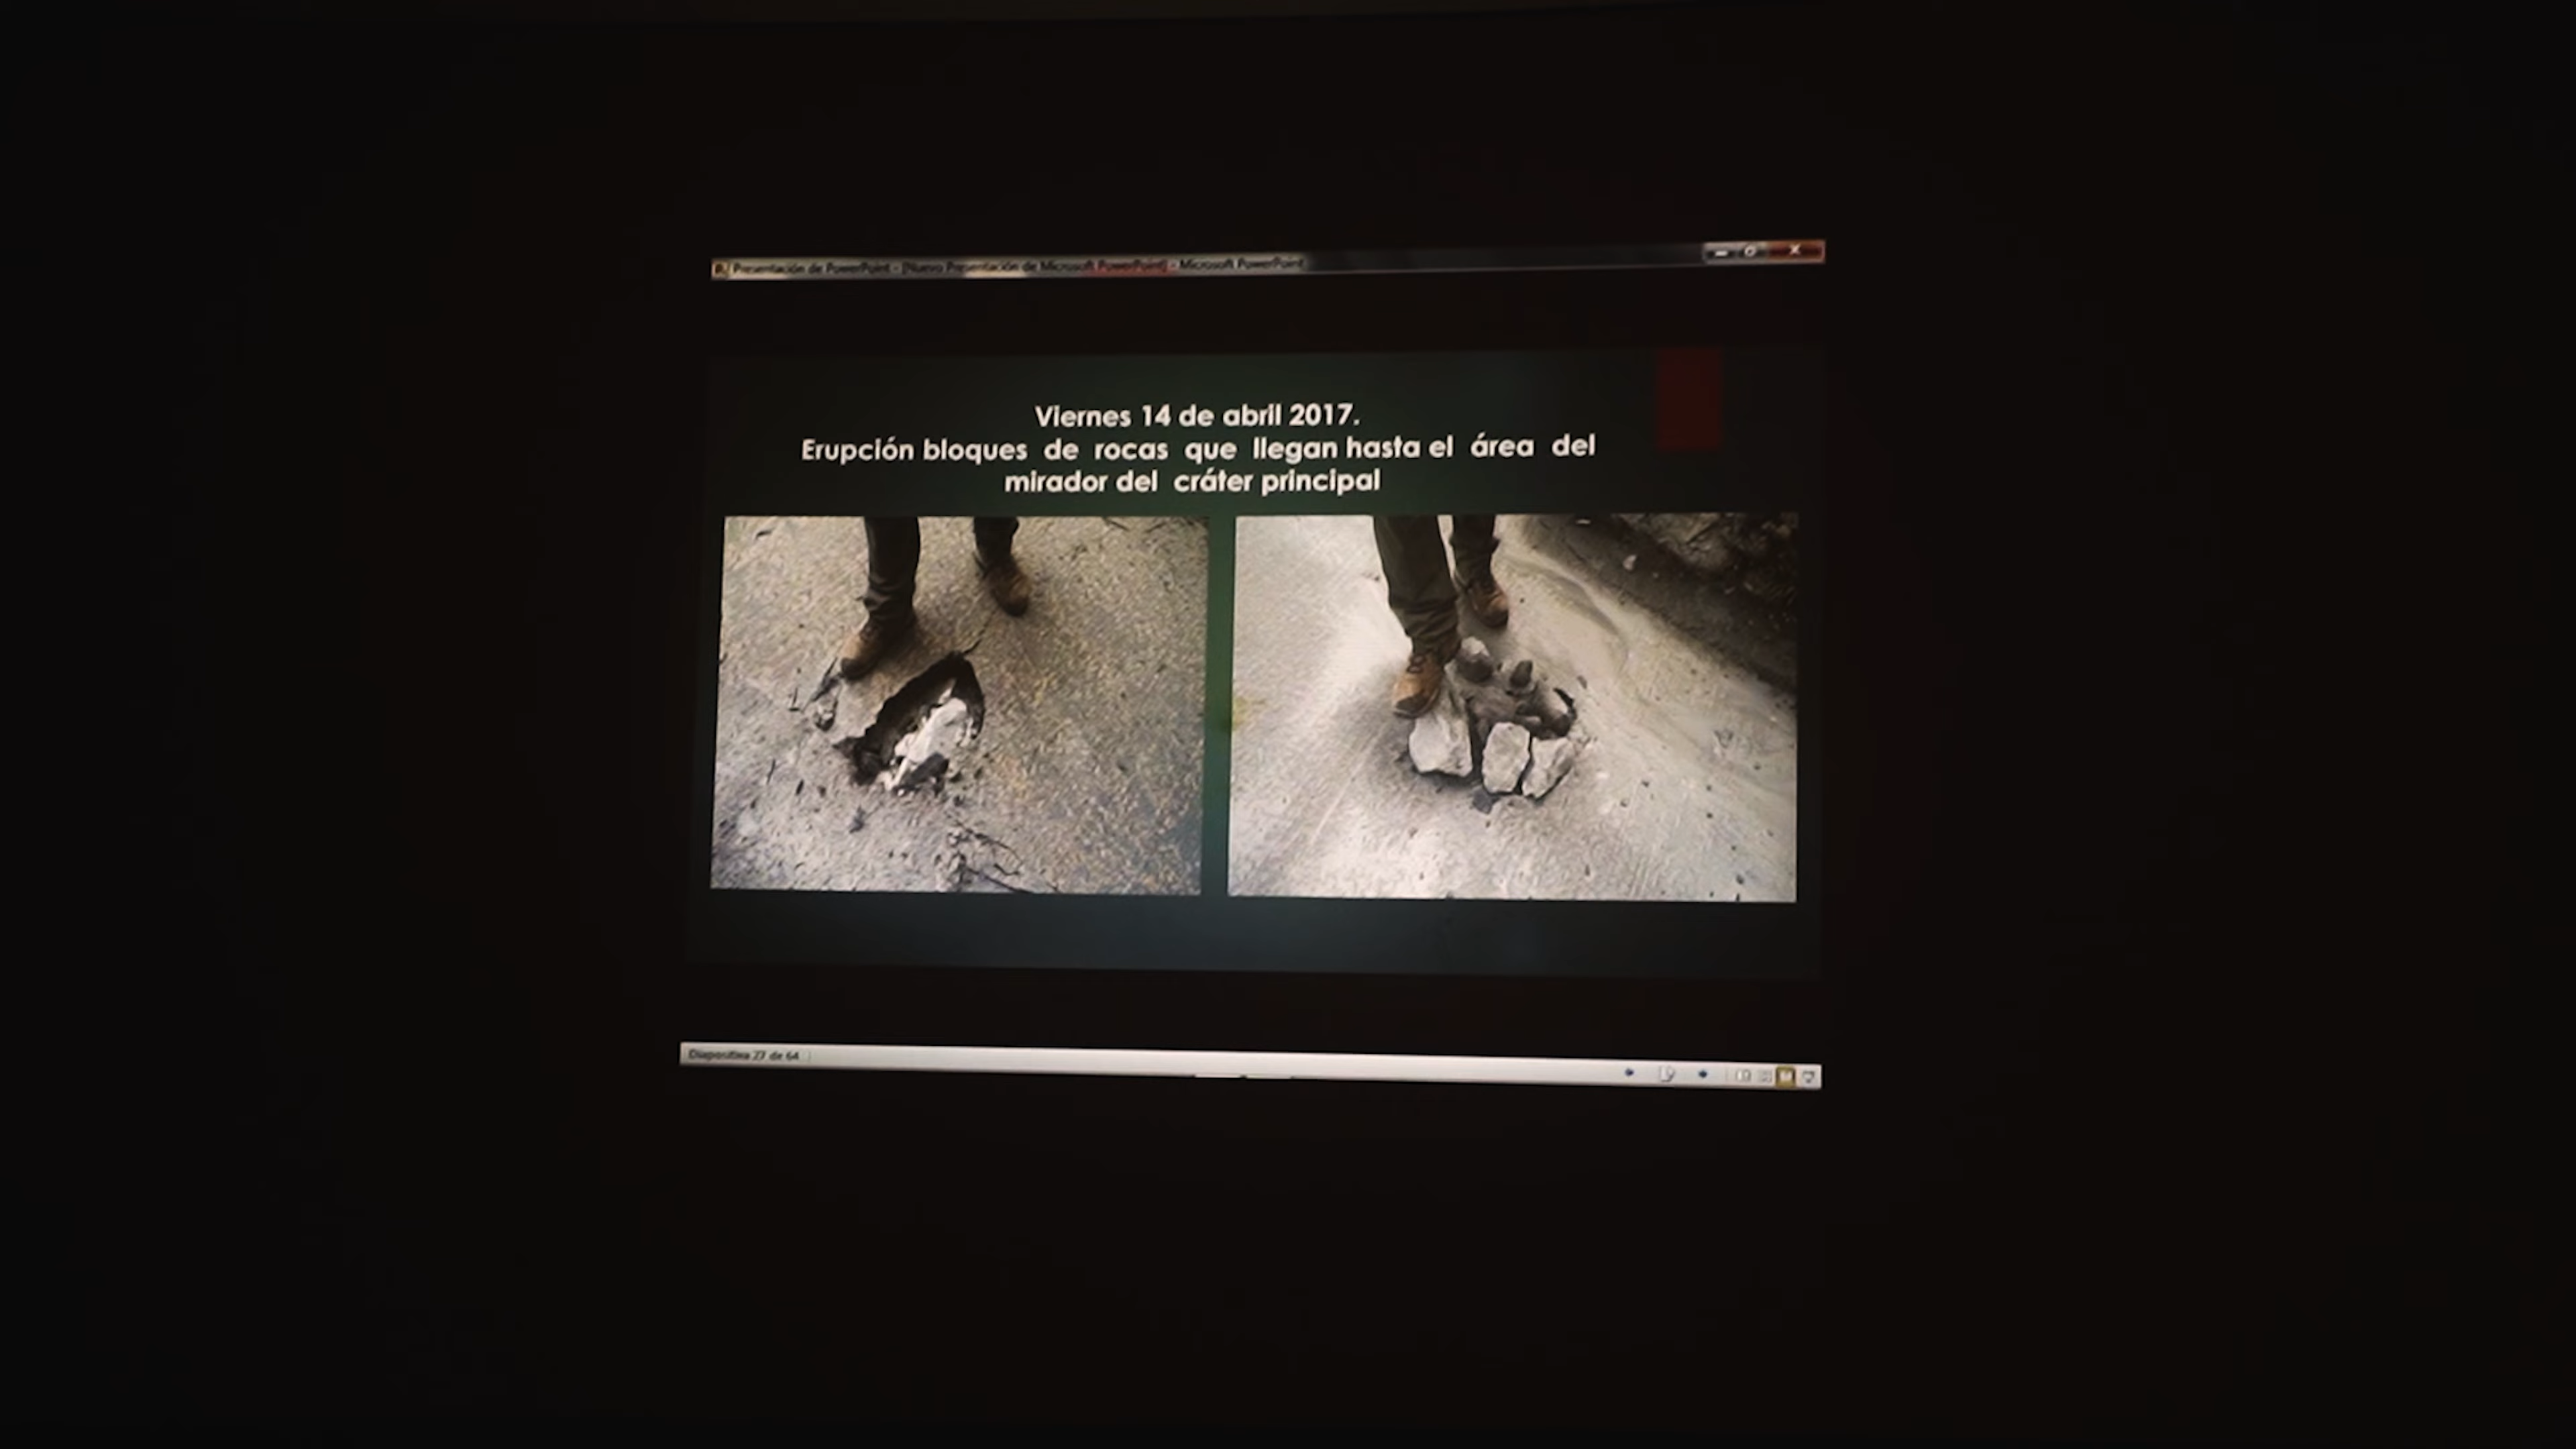 Presentación de PowerPoint - [Nuevo Presentación de Microsoft PowerPoint] - Microsoft PowerPoint
Viernes 14 de abril 2017.
Erupción bloques de rocas que llegan hasta el área del
mirador del cráter principal
Diapositiva 27 de 64